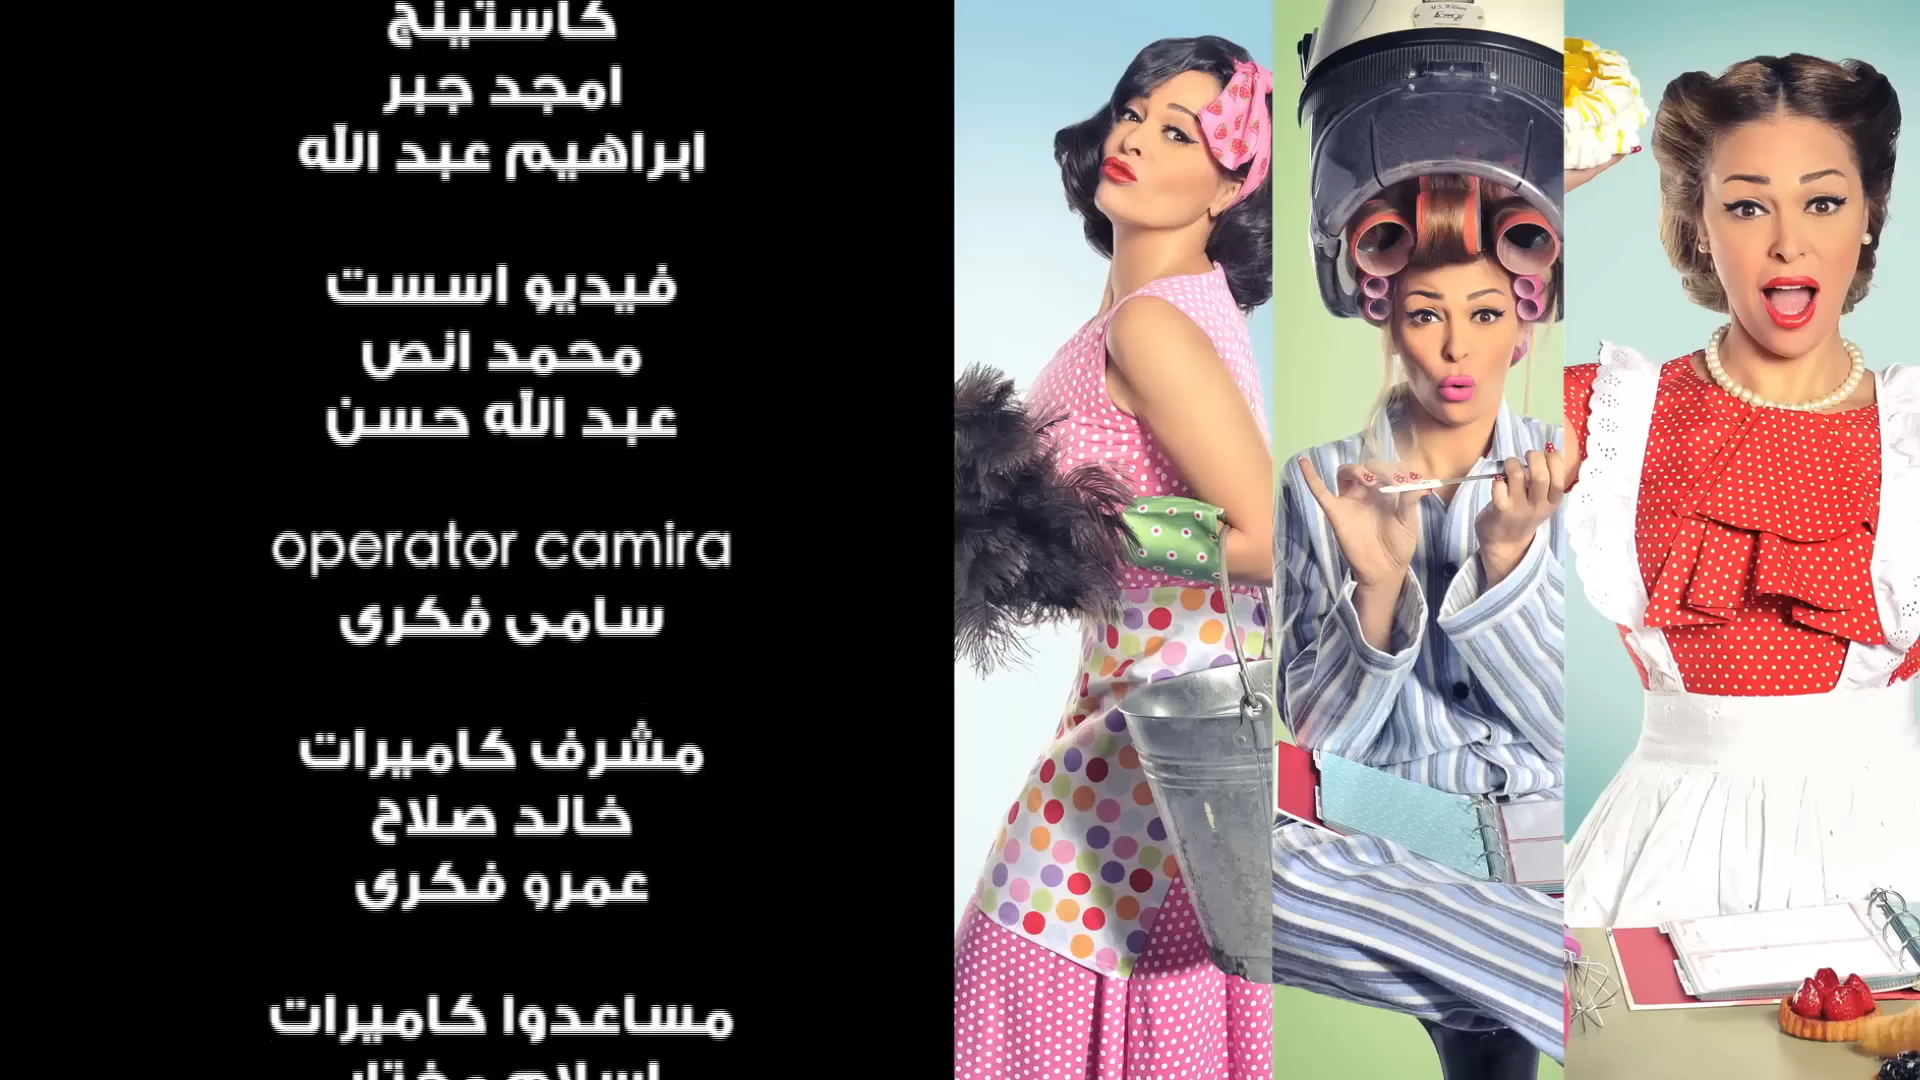 كاستينج
امجد جبر
ابراهيم عبد الله
فيديو اسست
محمد انص
عبد الله حسن
operator camira
سامى فكرى
مشرف كاميرات
خالد صلاح
عمرو فكرى
مساعدوا كاميرات